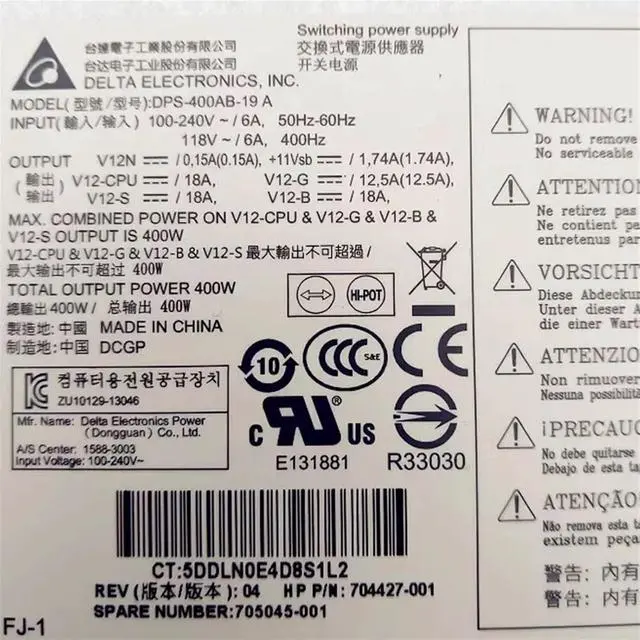 Switching power supply
交換式電源供應器
开关电源
台達電子工業股份有限公司
台达电子工业股份有限公司
DELTA ELECTRONICS, INC.
MODEL(型號/型号):DPS-400AB-19 A
INPUT(輸入/输入) 100-240V~ / 6A, 50Hz-60Hz
118V~ / 6A, 400Hz
OUTPUT V12N ⎓ / 0,15A(0.15A), +11Vsb ⎓ / 1,74A(1.74A),
(輸出/输出) V12-CPU ⎓ / 18A, V12-G ⎓ / 12,5A(12.5A),
V12-S ⎓ / 18A, V12-B ⎓ / 18A,
MAX. COMBINED POWER ON V12-CPU & V12-G & V12-B &
V12-S OUTPUT IS 400W
V12-CPU & V12-G & V12-B & V12-S 最大輸出不可超過/
最大输出不可超过 400W
TOTAL OUTPUT POWER 400W
總輸出400W / 总输出 400W
製造地: 中國 MADE IN CHINA
制造地: 中国 DCGP
HI-POT
컴퓨터용전원공급장치
ZU10129-13046
Mfr. Name: Delta Electronics Power
(Dongguan) Co., Ltd.
A/S Center: 1588-3003
Input Voltage: 100-240V~
10
CCC S&E
CE
c RU ® US
E131881
R33030
CT:5DDLN0E4D8S1L2
REV (版本/版本): 04 HP P/N: 704427-001
SPARE NUMBER:705045-001
FJ-1
WARNING!
Do not remove
No serviceable
ATTENTION
Ne retirez pas
Ne contient pa
entretenus par
VORSICHT
Diese Abdecku
Unter dieser A
die einer Wart
ATTENZIO
Non rimuover
Nessuna possibilità
¡PRECAUC
No debe quitarse
Debajo de esta ta
ATENÇÃO
Não remova esta t
existem peças
警告: 內有
警告: 内有